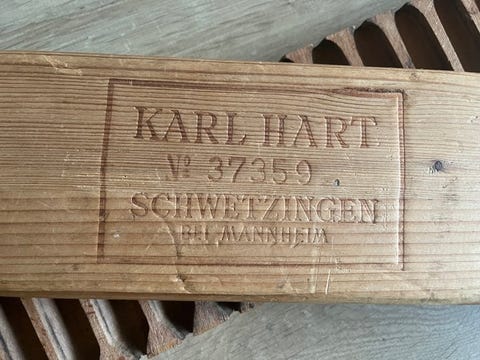 KARL HART
No 37359
SCHWETZINGEN
BEI MANNHEIM